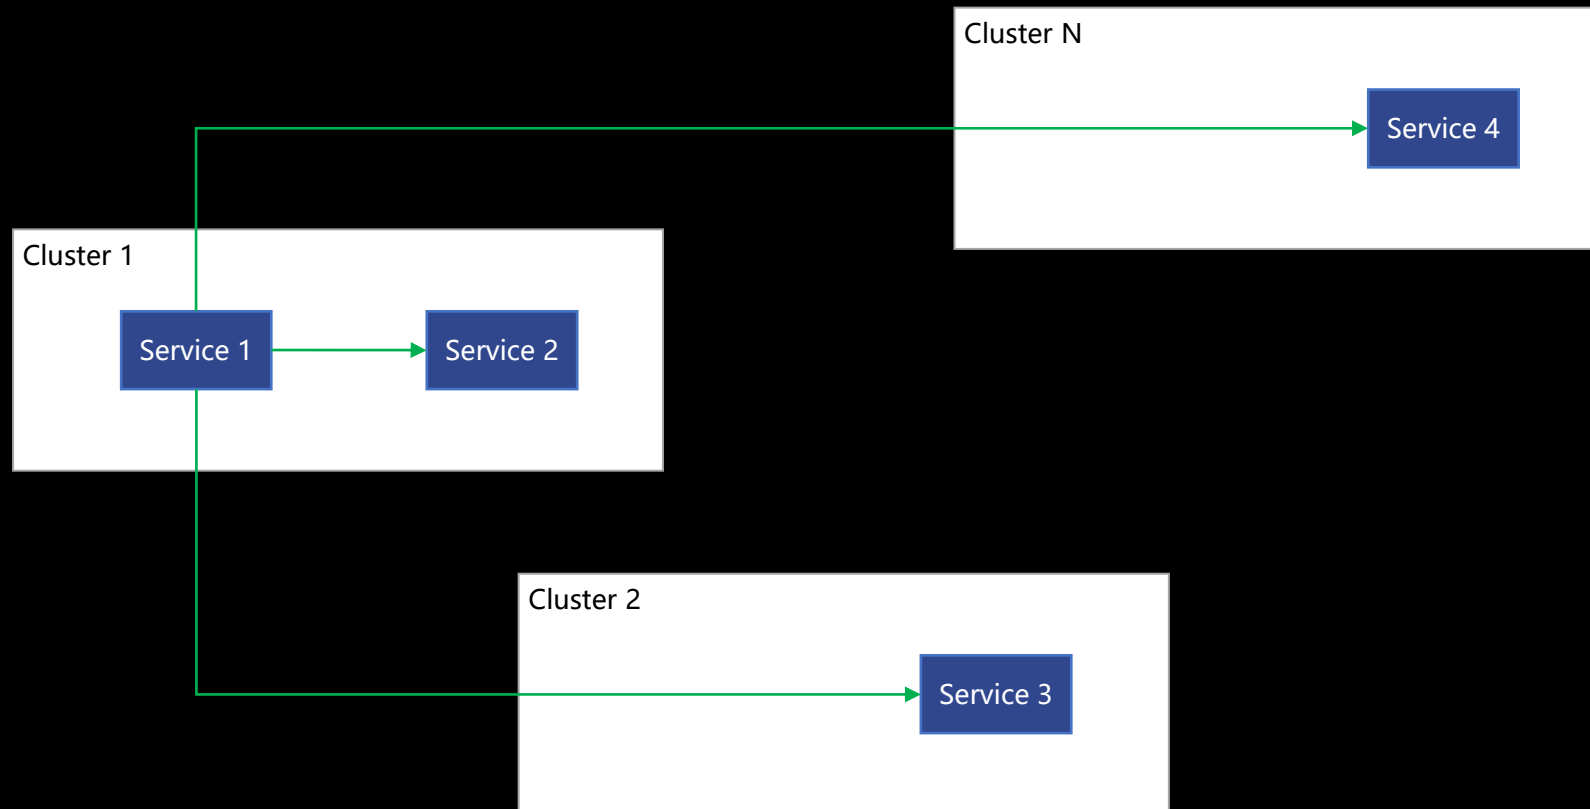 Cluster N
Service 4
Cluster 1
Service 1
Service 2
Cluster 2
Service 3